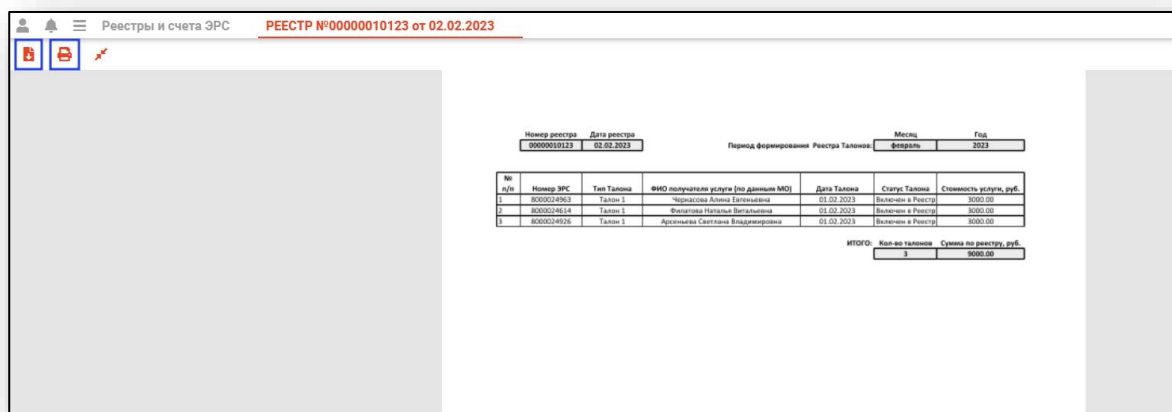 Реестры и счета ЭРС РЕЕСТР №00000010123 от 02.02.2023
Номер реестра Дата реестра Месяц Год
00000010123 02.02.2023 Период формирования Реестра Талонов: февраль 2023
№ п/п Номер ЭРС Тип Талона ФИО получателя услуги (по данным МО) Дата Талона Статус Талона Стоимость услуги, руб.
1 8000024963 Талон 1 Черкасова Алина Евгеньевна 01.02.2023 Включен в Реестр 3000.00
2 8000024614 Талон 1 Филатова Наталья Витальевна 01.02.2023 Включен в Реестр 3000.00
3 8000024926 Талон 1 Арсеньева Светлана Владимировна 01.02.2023 Включен в Реестр 3000.00
ИТОГО: Кол-во талонов Сумма по реестру, руб.
3 9000.00